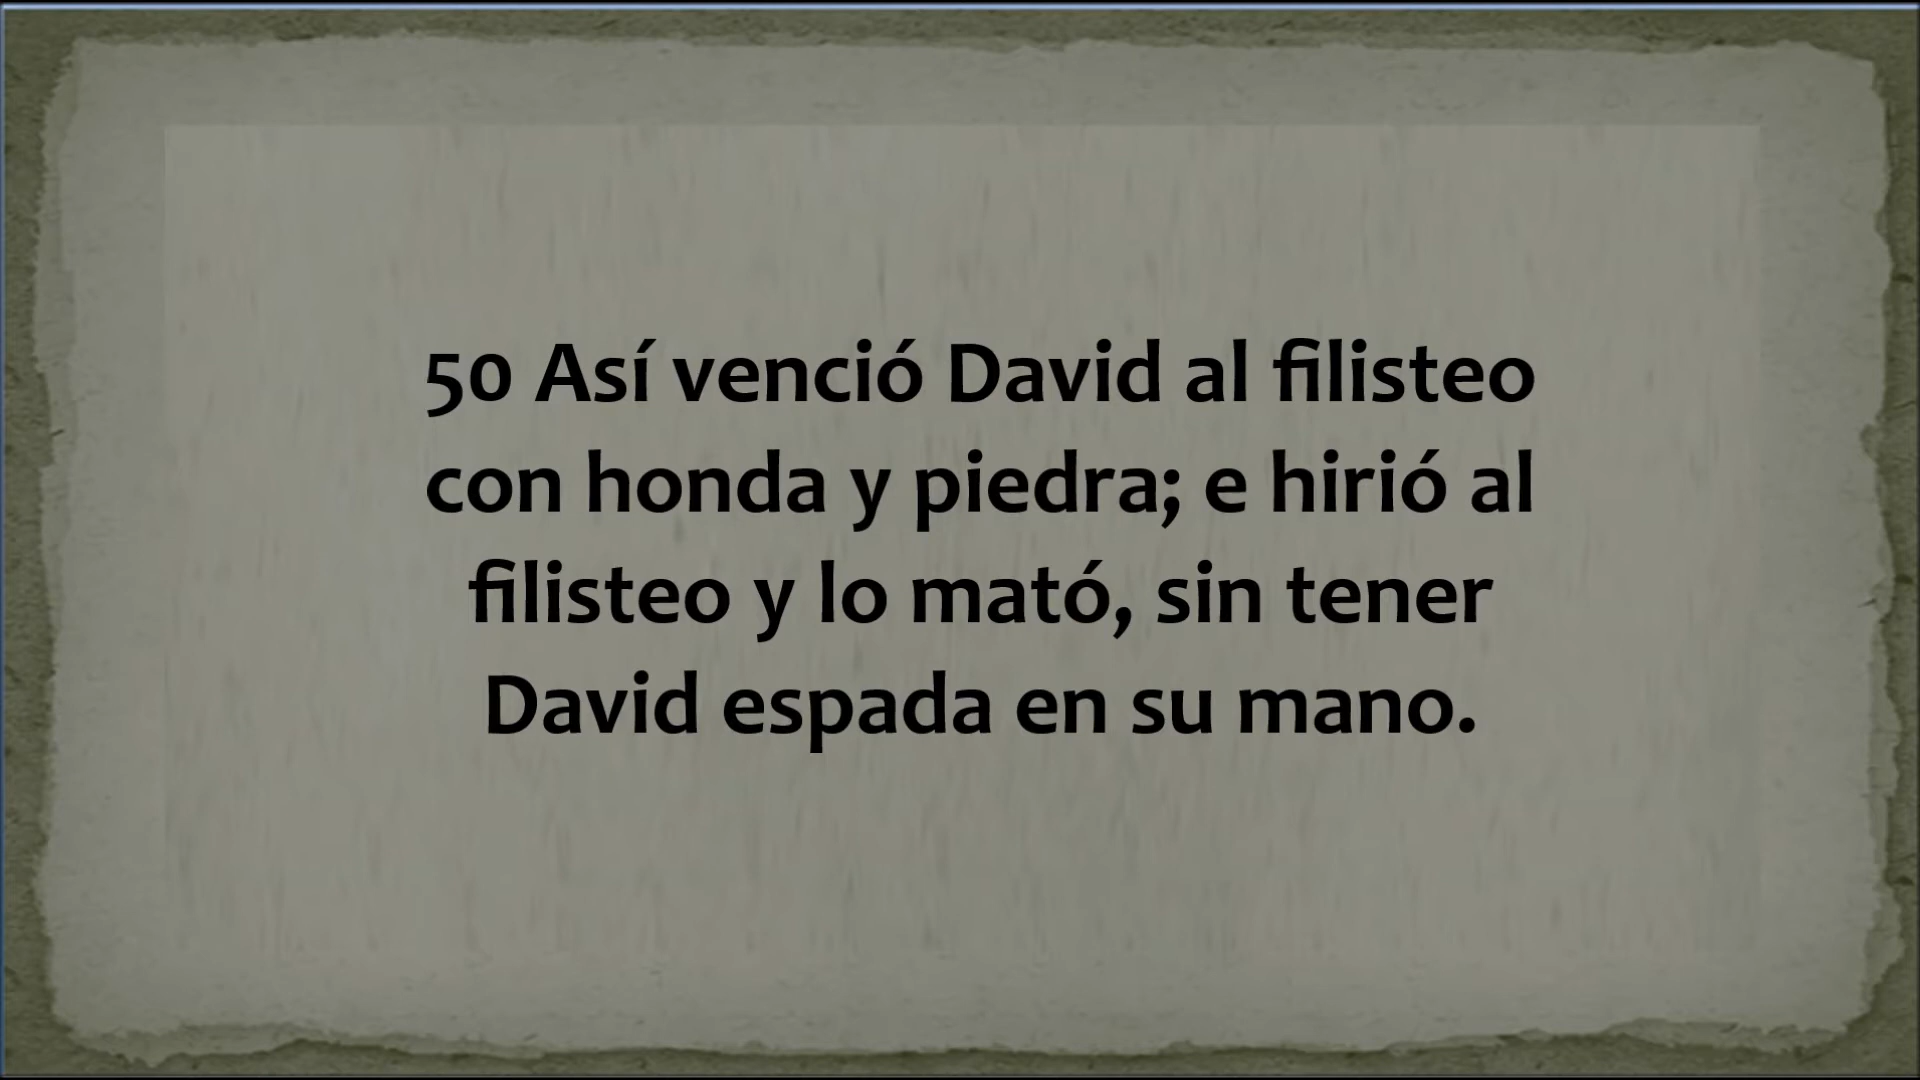 50 Así venció David al filisteo
con honda y piedra; e hirió al
filisteo y lo mató, sin tener
David espada en su mano.